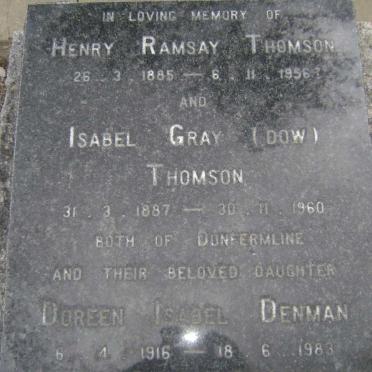 IN LOVING MEMORY OF
HENRY RAMSAY THOMSON
26 . 3 . 1885 — 6 . 11 . 1956
AND
ISABEL GRAY (DOW)
THOMSON
31 . 3 . 1887 — 30 . 11 . 1960
BOTH OF DUNFERMLINE
AND THEIR BELOVED DAUGHTER
DOREEN ISABEL DENMAN
6 . 4 . 1916 — 18 . 6 . 1983